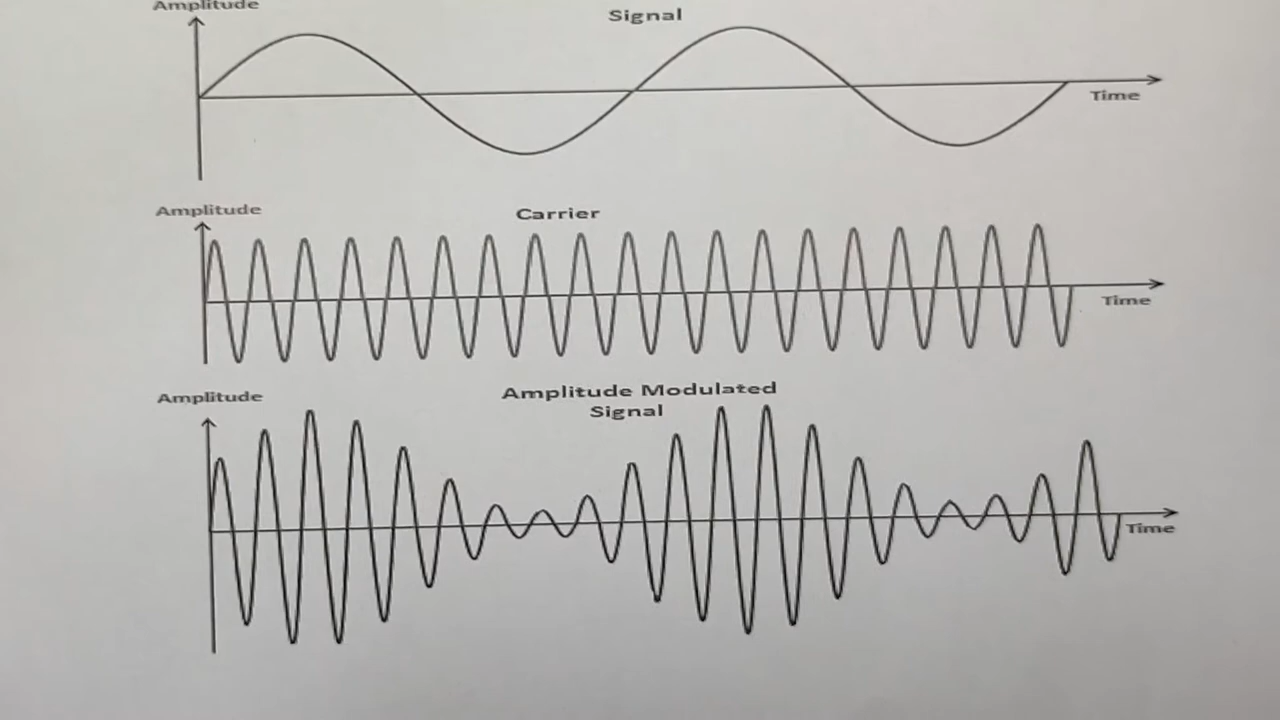 Amplitude
Signal
Time
Amplitude
Carrier
Time
Amplitude
Amplitude Modulated
Signal
Time